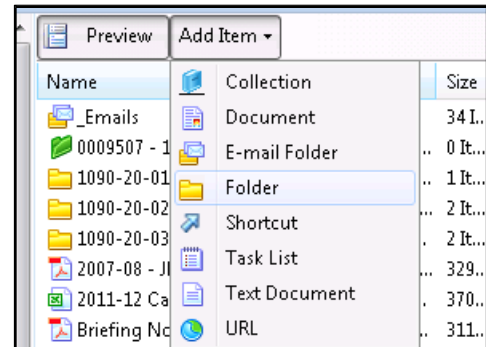 Preview Add Item
Name Collection Size
_Emails Document 34 I..
0009507 - 1 E-mail Folder .. 0 It...
1090-20-01 Folder .. 1 It...
1090-20-02 Shortcut ... 2 It...
1090-20-03 Task List . 2 It...
2007-08 - JI Text Document ... 329..
2011-12 Ca URL . 370..
Briefing No .. 311..